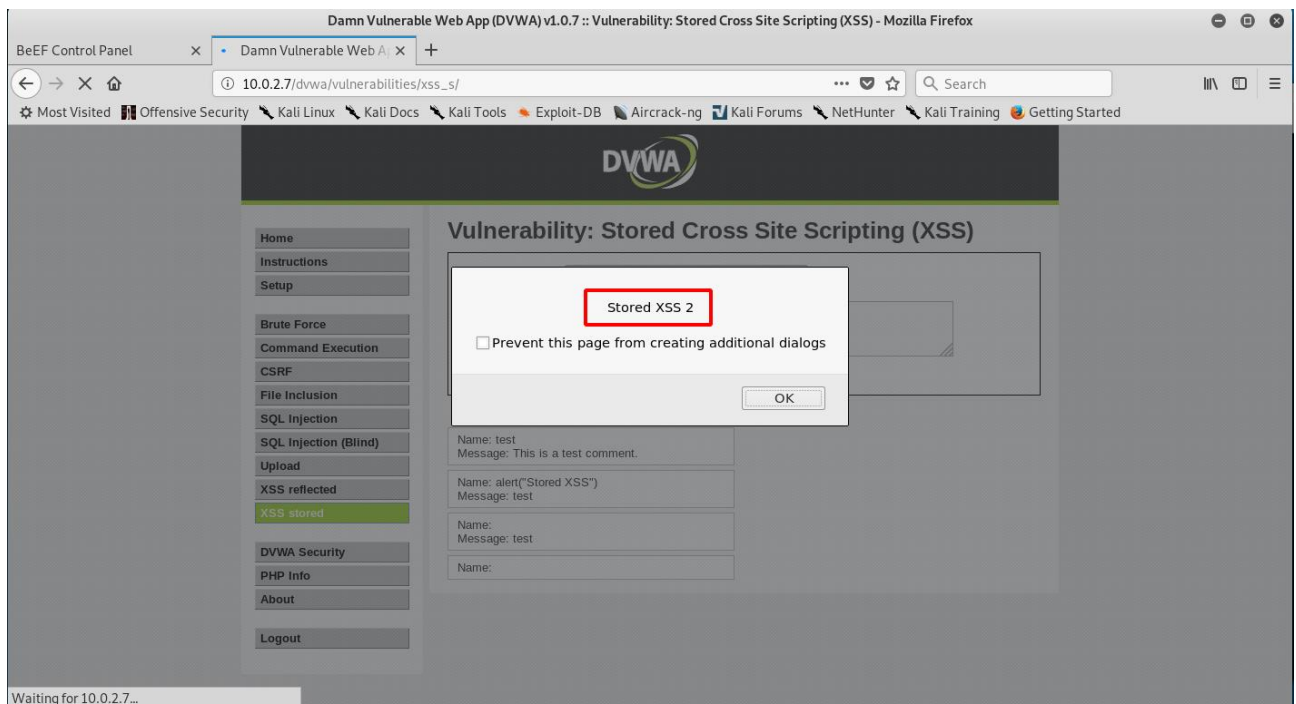 Damn Vulnerable Web App (DVWA) v1.0.7 :: Vulnerability: Stored Cross Site Scripting (XSS) - Mozilla Firefox
BeEF Control Panel
Damn Vulnerable Web A
10.0.2.7/dvwa/vulnerabilities/xss_s/
Search
Most Visited Offensive Security Kali Linux Kali Docs Kali Tools Exploit-DB Aircrack-ng Kali Forums NetHunter Kali Training Getting Started
DVWA
Home
Instructions
Setup
Brute Force
Command Execution
CSRF
File Inclusion
SQL Injection
SQL Injection (Blind)
Upload
XSS reflected
XSS stored
DVWA Security
PHP Info
About
Logout
Vulnerability: Stored Cross Site Scripting (XSS)
Stored XSS 2
Prevent this page from creating additional dialogs
OK
Name: test
Message: This is a test comment.
Name: alert("Stored XSS")
Message: test
Name:
Message: test
Name:
Waiting for 10.0.2.7...